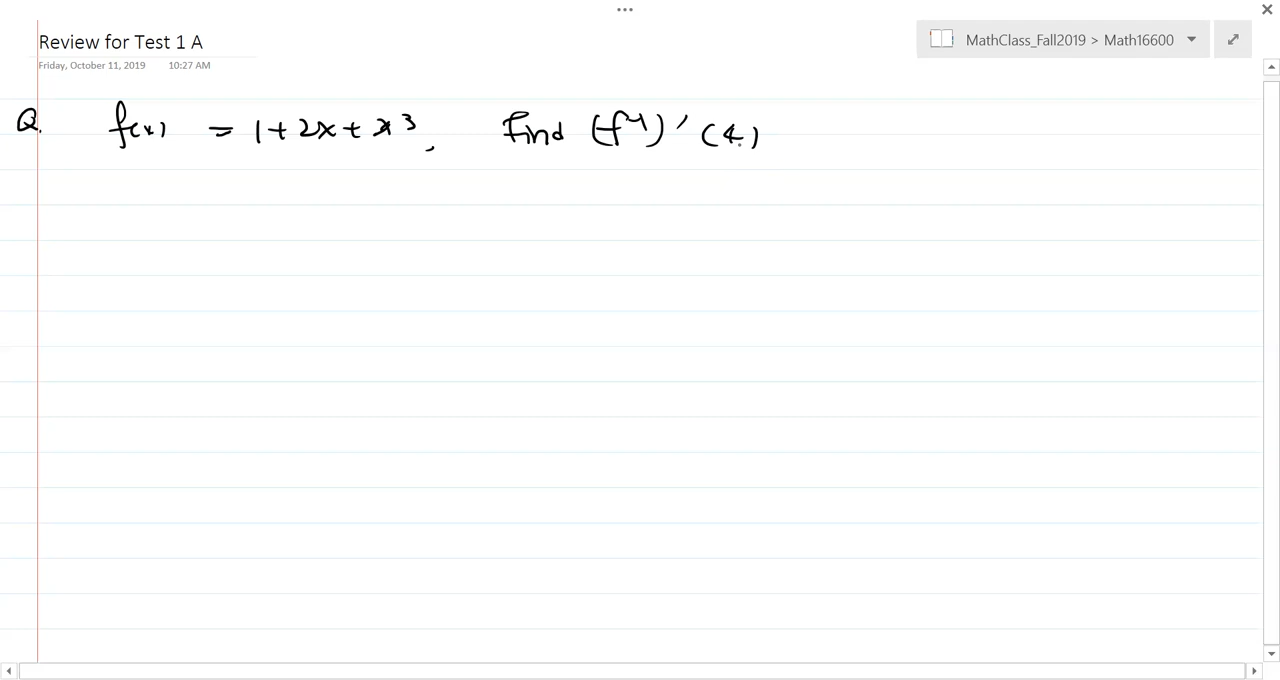 Review for Test 1 A
MathClass_Fall2019 > Math16600
Friday, October 11, 2019 10:27 AM
Q. f(x) = 1 + 2x + x³, Find (f⁻¹)′(4)